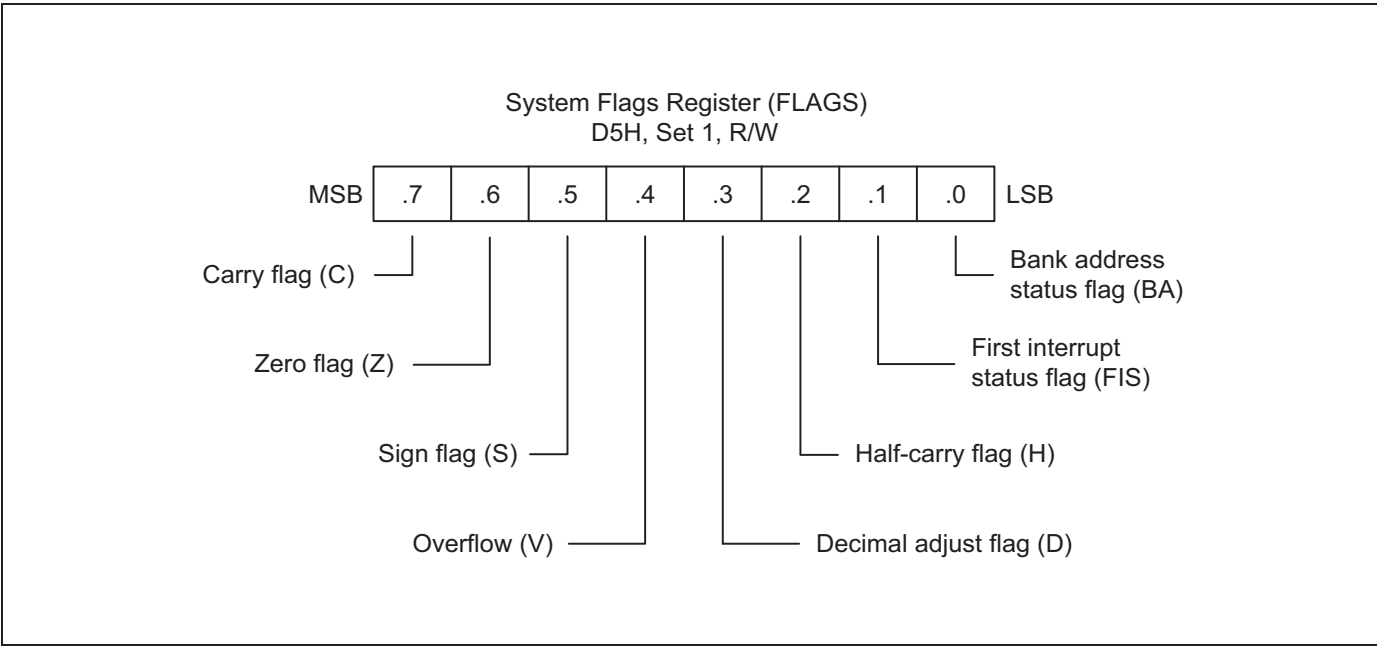 System Flags Register (FLAGS)
D5H, Set 1, R/W
MSB .7 .6 .5 .4 .3 .2 .1 .0 LSB
Carry flag (C)
Bank address
status flag (BA)
Zero flag (Z)
First interrupt
status flag (FIS)
Sign flag (S)
Half-carry flag (H)
Overflow (V)
Decimal adjust flag (D)